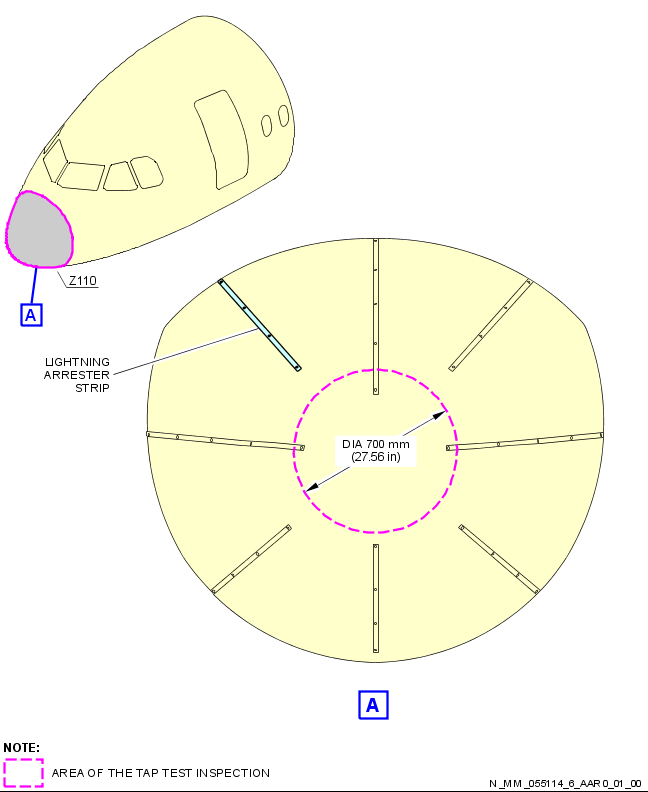 Z110
A
LIGHTNING
ARRESTER
STRIP
DIA 700 mm
(27.56 in)
A
NOTE:
AREA OF THE TAP TEST INSPECTION
N_MM_055114_6_AAR0_01_00